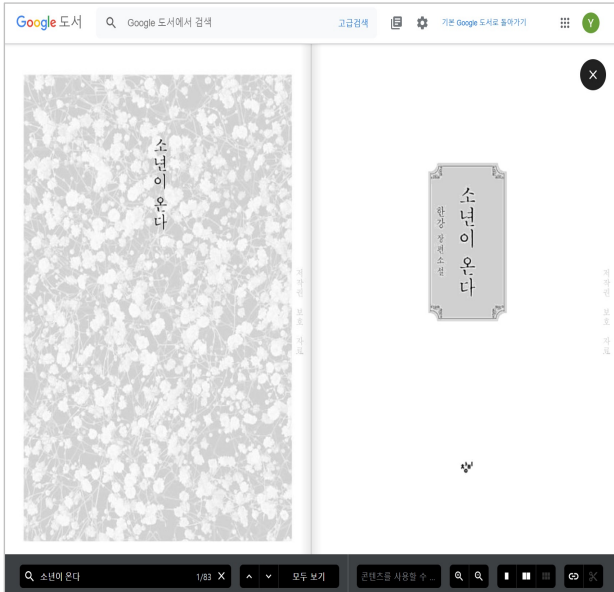 Google 도서
Google 도서에서 검색
고급검색
기본 Google 도서로 돌아가기
Y
X
소년이 온다
소년이 온다
한강 장편소설
저작권 보호 자료
저작권 보호 자료
소년이 온다
1/83 X
모두 보기
콘텐츠를 사용할 수 ...